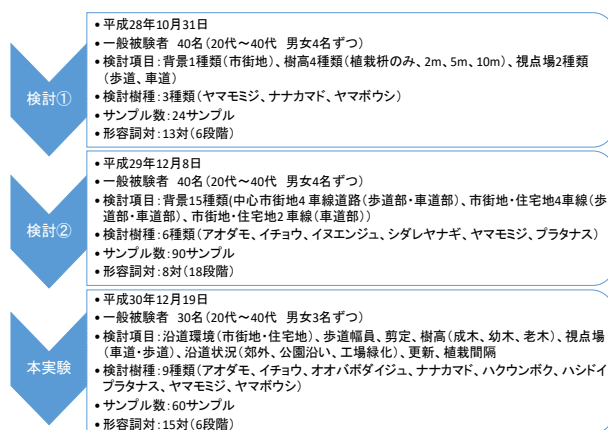 検討①
• 平成28年10月31日
• 一般被験者 40名(20代～40代 男女4名ずつ)
• 検討項目:背景1種類(市街地)、樹高4種類(植栽枡のみ、2m、5m、10m)、視点場2種類
(歩道、車道)
• 検討樹種:3種類(ヤマモミジ、ナナカマド、ヤマボウシ)
• サンプル数:24サンプル
• 形容詞対:13対(6段階)
検討②
• 平成29年12月8日
• 一般被験者 40名(20代～40代 男女4名ずつ)
• 検討項目:背景15種類(中心市街地4 車線道路(歩道部・車道部)、市街地・住宅地4車線(歩
道部・車道部)、市街地・住宅地2 車線(車道部))
• 検討樹種:6種類(アオダモ、イチョウ、イヌエンジュ、シダレヤナギ、ヤマモミジ、プラタナス)
• サンプル数:90サンプル
• 形容詞対:8対(18段階)
本実験
• 平成30年12月19日
• 一般被験者 30名(20代～40代 男女3名ずつ)
• 検討項目:沿道環境(市街地・住宅地)、歩道幅員、剪定、樹高(成木、幼木、老木)、視点場
(車道・歩道)、沿道状況(郊外、公園沿い、工場緑化)、更新、植栽間隔
• 検討樹種:9種類(アオダモ、イチョウ、オオバボダイジュ、ナナカマド、ハクウンボク、ハシドイ
プラタナス、ヤマモミジ、ヤマボウシ)
• サンプル数:60サンプル
• 形容詞対:15対(6段階)